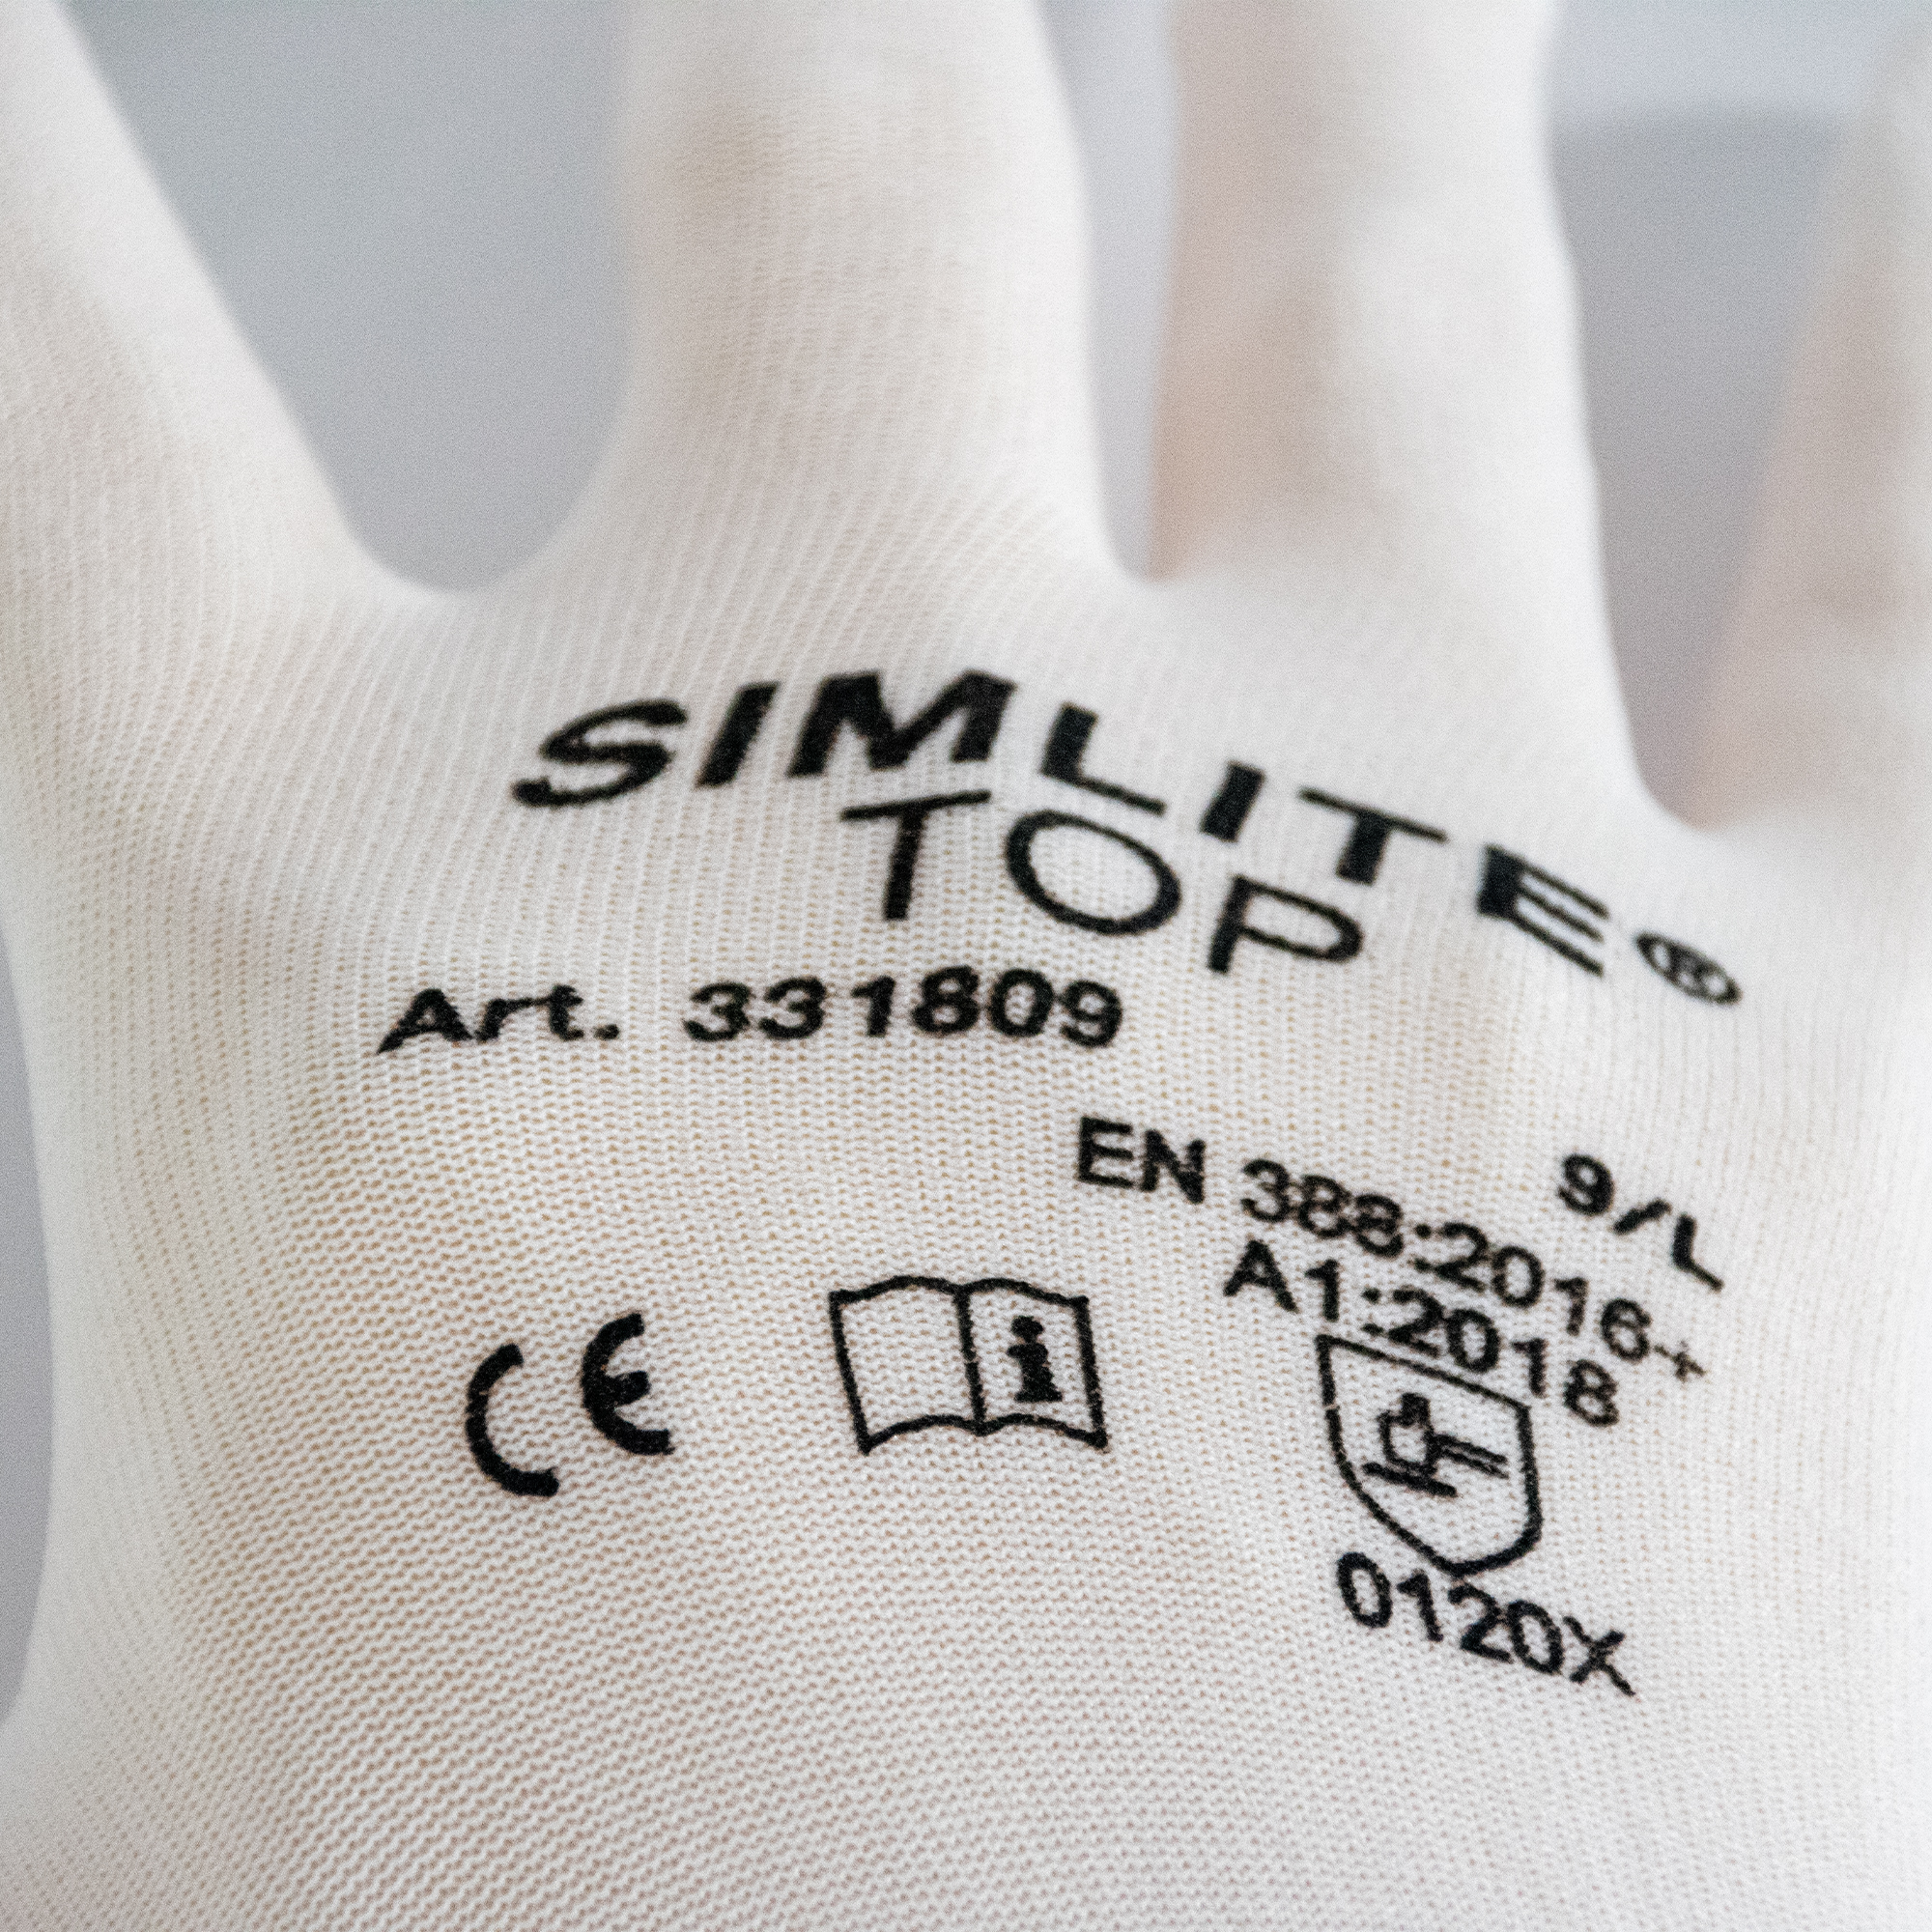 SIMLITE®
TOP
Art. 331809
9/L
EN 388:2016+
A1:2018
CE
i
0120X